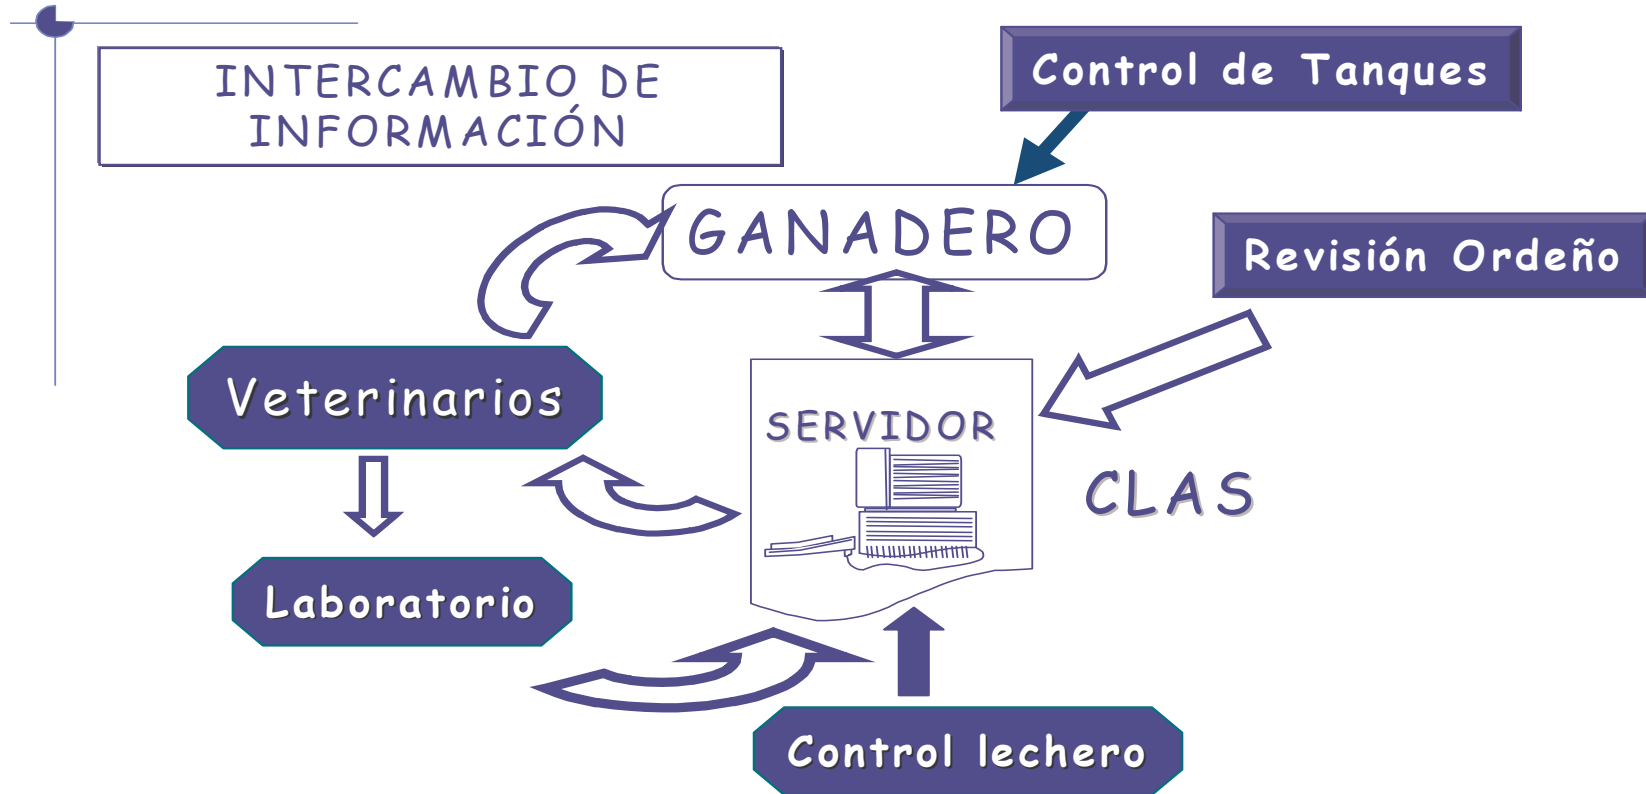 INTERCAMBIO DE
INFORMACIÓN
Control de Tanques
GANADERO
Revisión Ordeño
Veterinarios
SERVIDOR
CLAS
Laboratorio
Control lechero